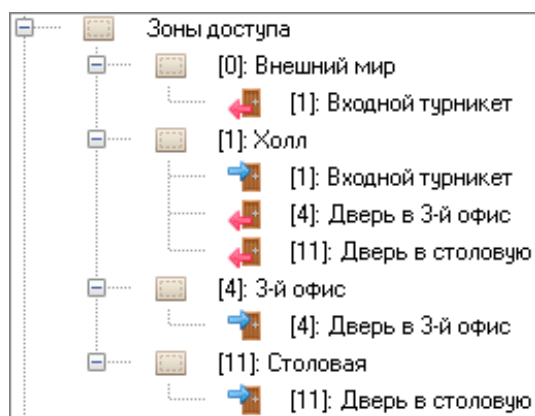 Зоны доступа
[0]: Внешний мир
[1]: Входной турникет
[1]: Холл
[1]: Входной турникет
[4]: Дверь в 3-й офис
[11]: Дверь в столовую
[4]: 3-й офис
[4]: Дверь в 3-й офис
[11]: Столовая
[11]: Дверь в столовую